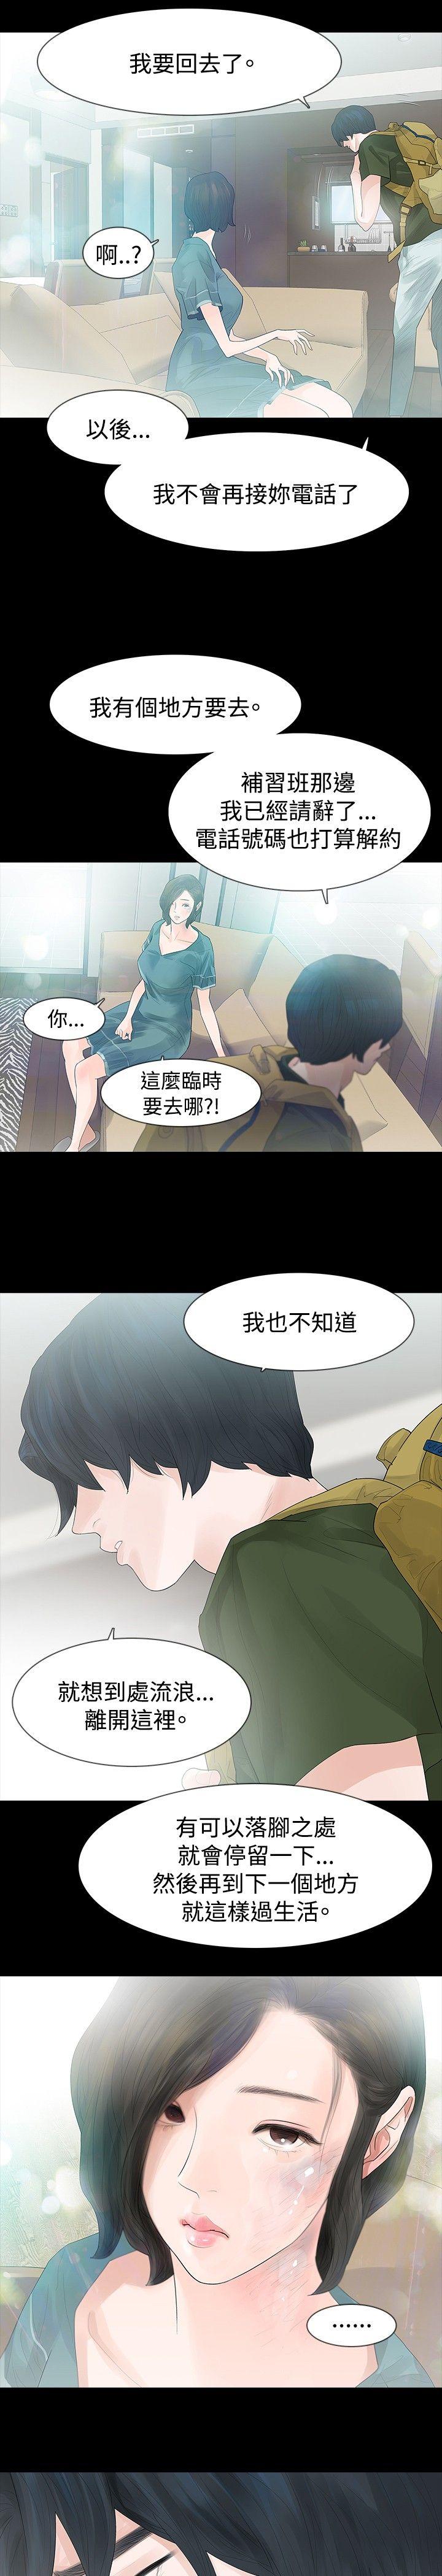 我要回去了。
啊..?
以後...
我不會再接妳電話了
我有個地方要去。
補習班那邊
我已經請辭了...
電話號碼也打算解約
你...
這麼臨時
要去哪?!
我也不知道
就想到處流浪...
離開這裡。
有可以落腳之處
就會停留一下...
然後再到下一個地方
就這樣過生活。
......